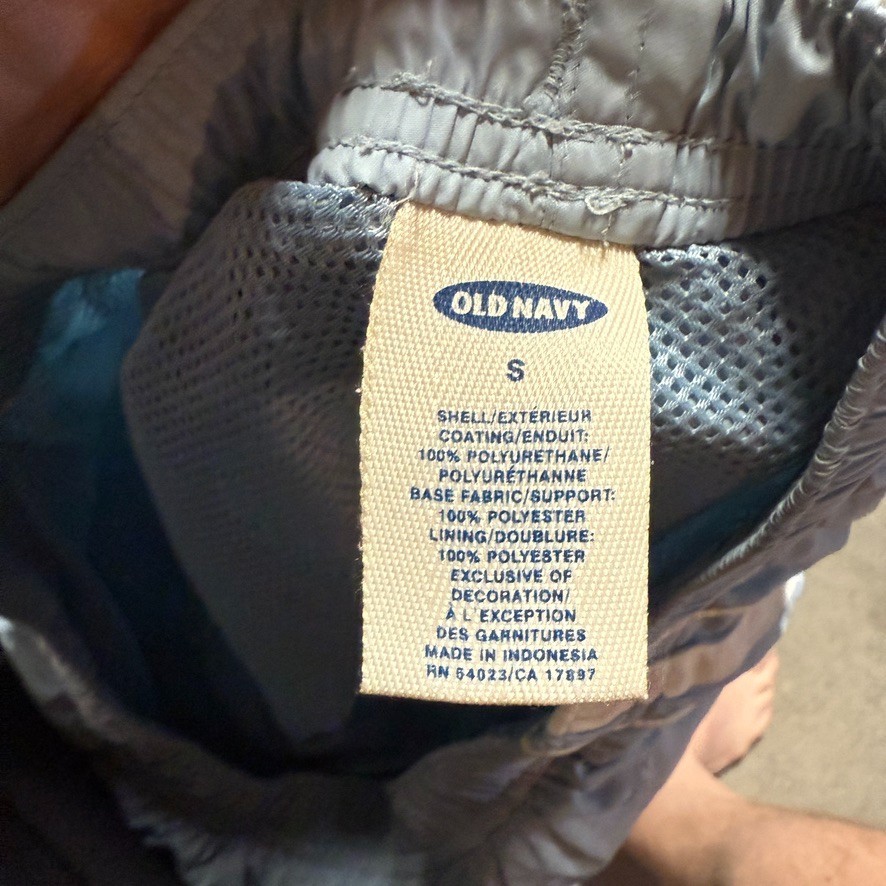 OLD NAVY
S
SHELL/EXTÉRIEUR
COATING/ENDUIT:
100% POLYURETHANE/
POLYURÉTHANNE
BASE FABRIC/SUPPORT:
100% POLYESTER
LINING/DOUBLURE:
100% POLYESTER
EXCLUSIVE OF
DECORATION/
À L'EXCEPTION
DES GARNITURES
MADE IN INDONESIA
RN 54023/CA 17897